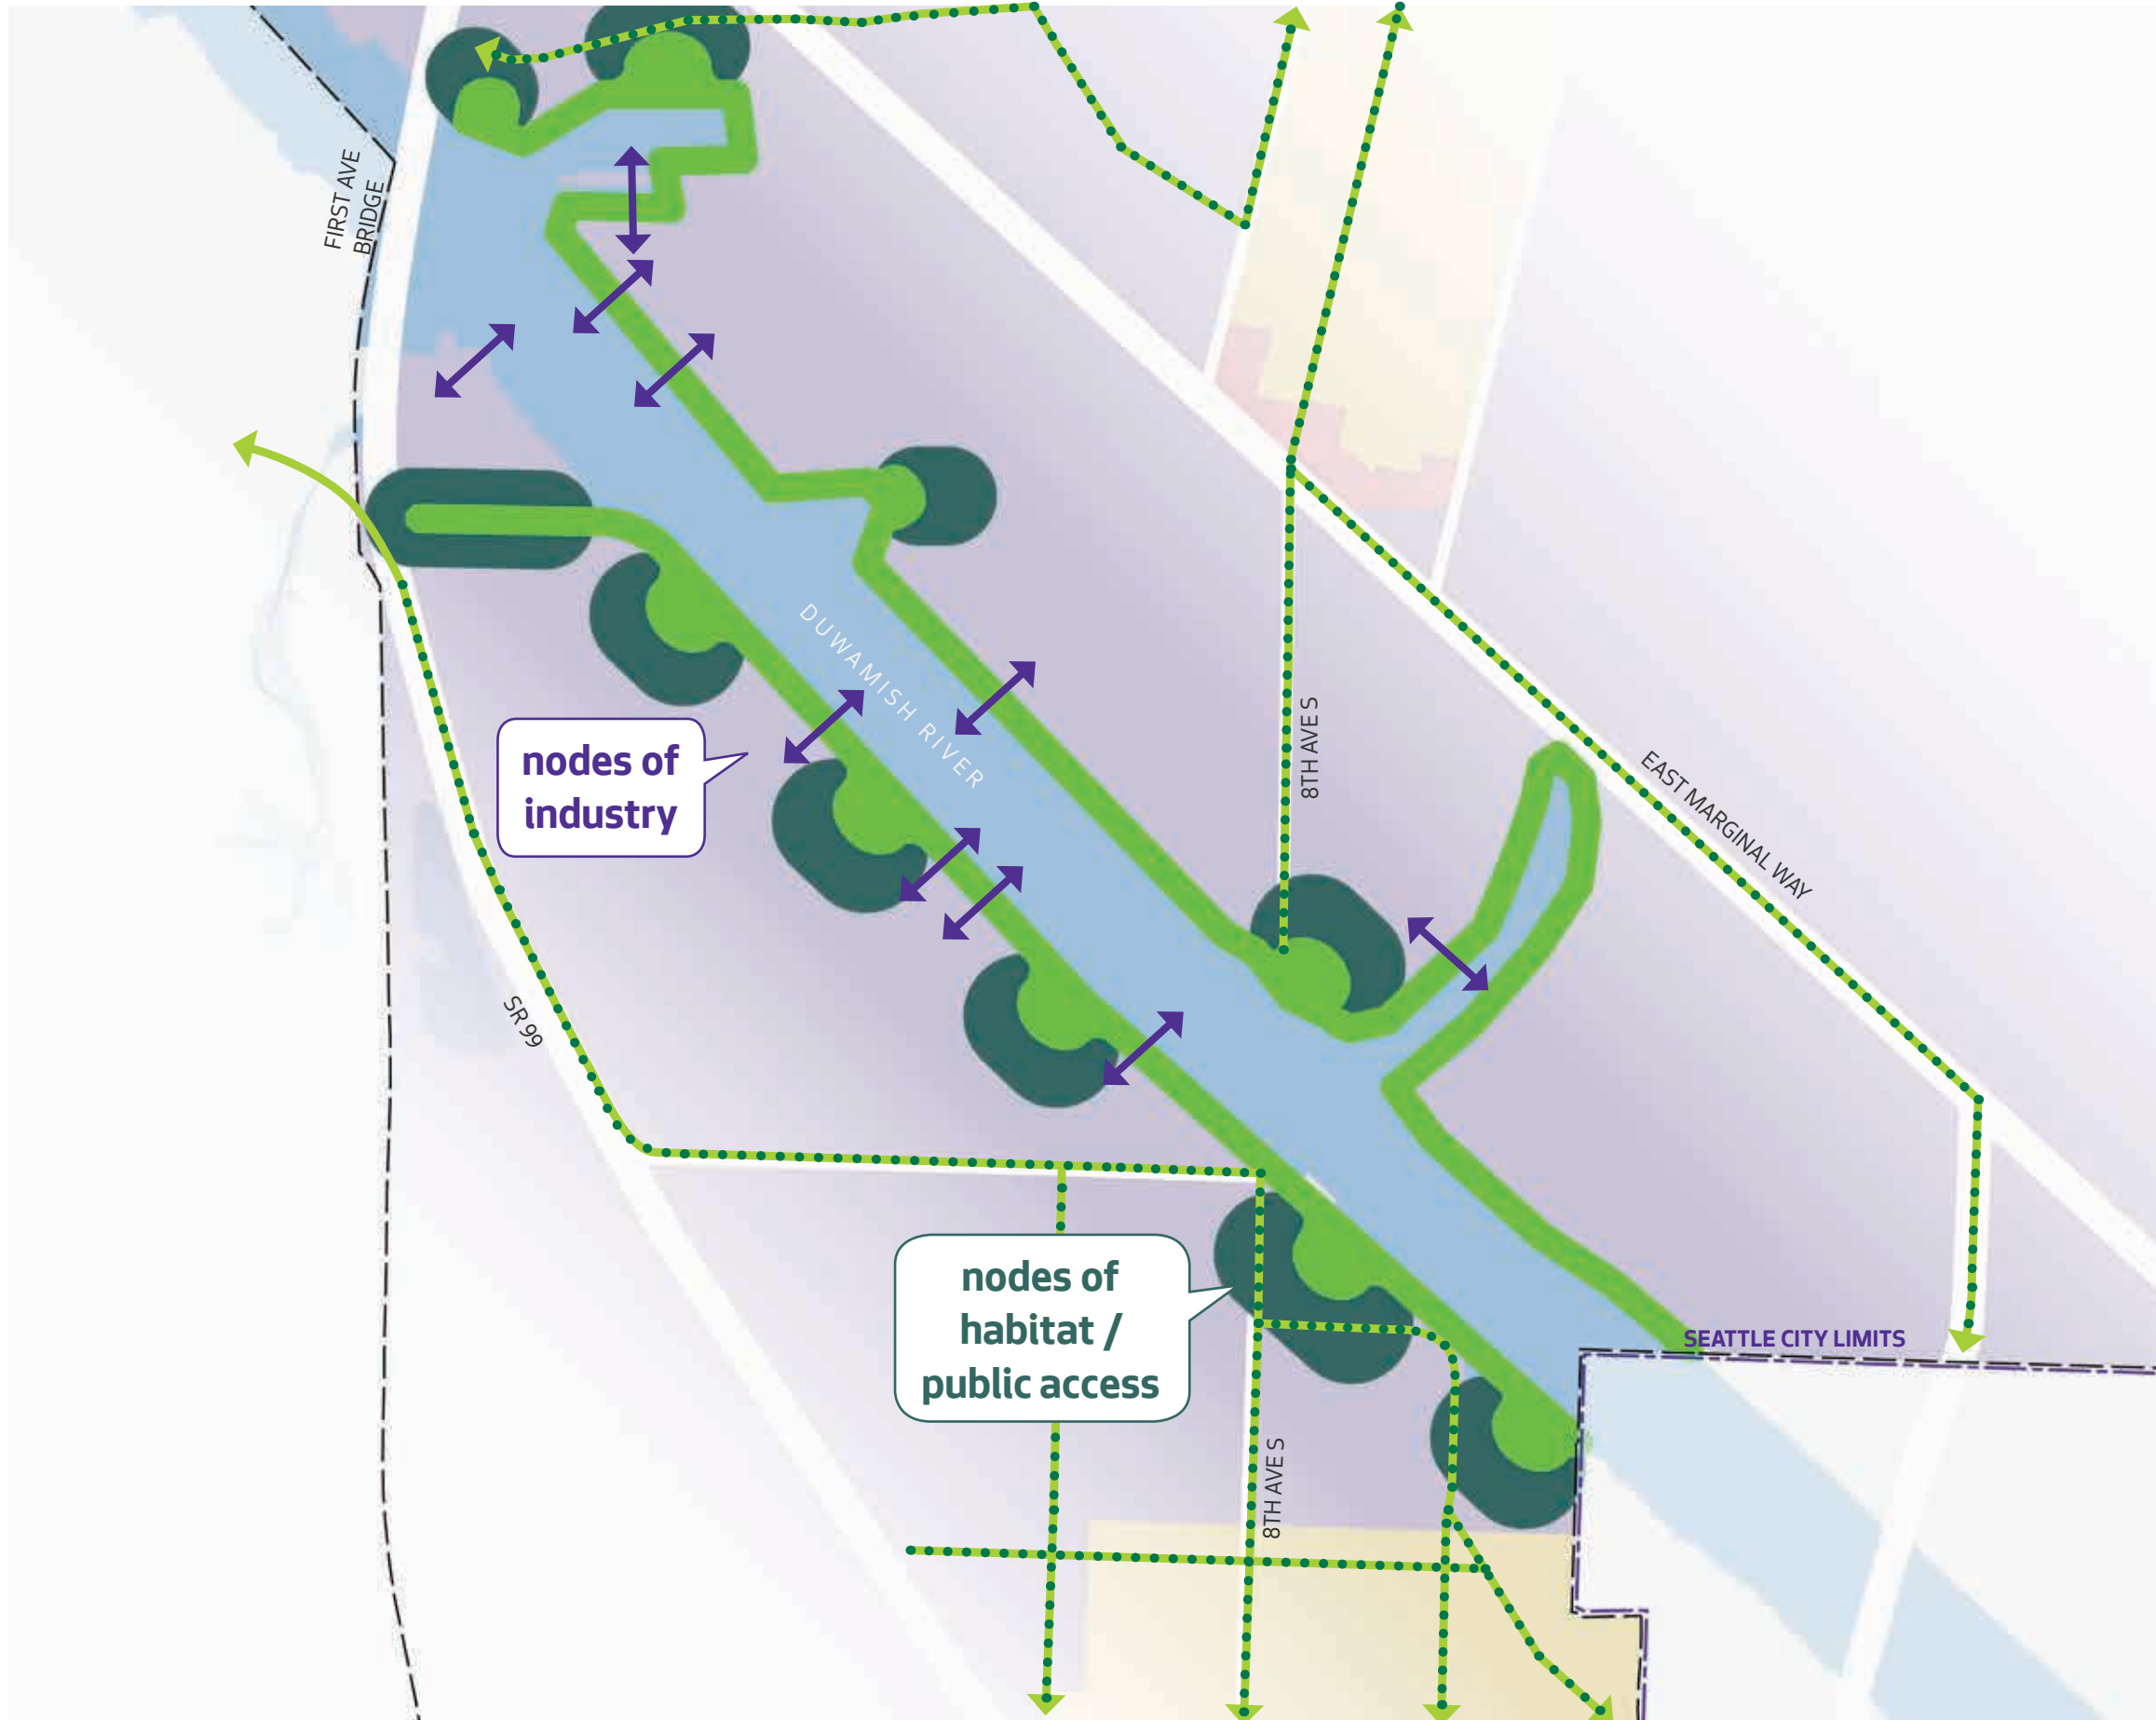 FIRST AVE
BRIDGE
DUWAMISH RIVER
nodes of
industry
8TH AVE S
EAST MARGINAL WAY
SR 99
nodes of
habitat /
public access
SEATTLE CITY LIMITS
8TH AVE S